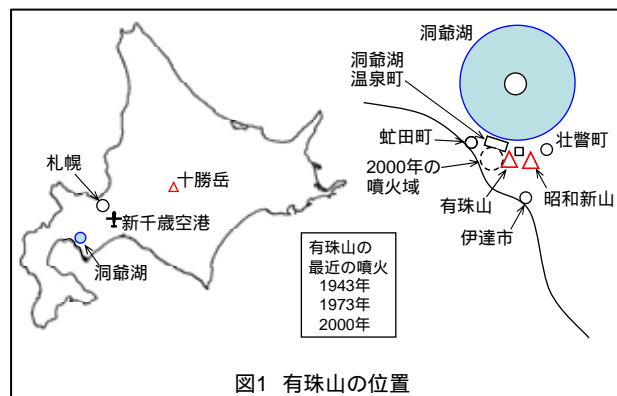 札幌
十勝岳
新千歳空港
洞爺湖
有珠山の
最近の噴火
1943年
1973年
2000年
洞爺湖
洞爺湖
温泉町
虻田町
2000年の
噴火域
有珠山
壮瞥町
昭和新山
伊達市
図1 有珠山の位置